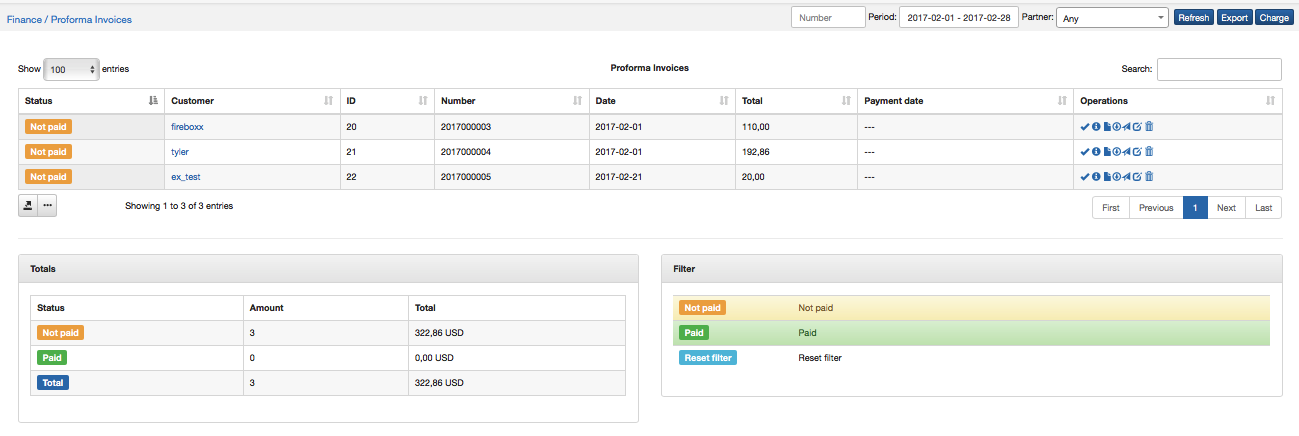 Finance / Proforma Invoices Number Period: 2017-02-01 - 2017-02-28 Partner: Any Refresh Export Charge
Show 100 entries Proforma Invoices Search:
Status Customer ID Number Date Total Payment date Operations
Not paid fireboxx 20 2017000003 2017-02-01 110,00 ---
Not paid tyler 21 2017000004 2017-02-01 192,86 ---
Not paid ex_test 22 2017000005 2017-02-21 20,00 ---
Showing 1 to 3 of 3 entries First Previous 1 Next Last
Totals
Status Amount Total
Not paid 3 322,86 USD
Paid 0 0,00 USD
Total 3 322,86 USD
Filter
Not paid Not paid
Paid Paid
Reset filter Reset filter